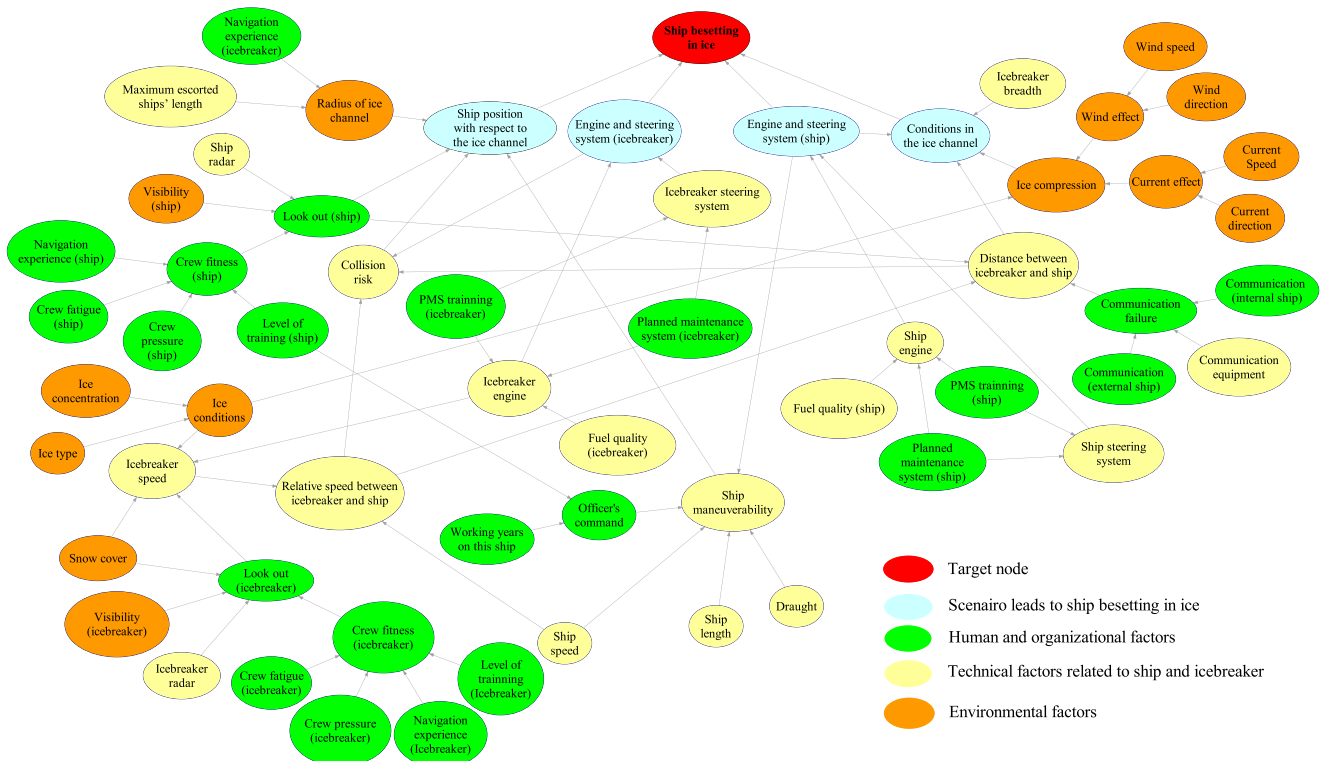 Navigation
experience
(icebreaker)
Ship besetting
in ice
Wind speed
Maximum escorted
ships' length
Radius of ice
channel
Icebreaker
breadth
Wind
direction
Wind effect
Ship position
with respect to
the ice channel
Engine and steering
system (icebreaker)
Engine and steering
system (ship)
Conditions in
the ice channel
Ship
radar
Current
Speed
Visibility
(ship)
Icebreaker steering
system
Ice compression
Current effect
Look out (ship)
Current
direction
Navigation
experience (ship)
Crew fitness
(ship)
Collision
risk
Distance between
icebreaker and ship
Communication
(internal ship)
Crew fatigue
(ship)
PMS trainning
(icebreaker)
Communication
failure
Crew
pressure
(ship)
Level of
training (ship)
Planned maintenance
system (icebreaker)
Ship
engine
Communication
equipment
Ice
concentration
Icebreaker
engine
PMS trainning
(ship)
Communication
(external ship)
Ice
conditions
Fuel quality (ship)
Ice type
Fuel quality
(icebreaker)
Ship steering
system
Icebreaker
speed
Planned
maintenance
system (ship)
Relative speed between
icebreaker and ship
Ship
maneuverability
Officer's
command
Working years
on this ship
Snow cover
Look out
(icebreaker)
Target node
Visibility
(icebreaker)
Draught
Scenairo leads to ship besetting in ice
Ship
length
Crew fitness
(icebreaker)
Ship
speed
Human and organizational factors
Icebreaker
radar
Crew fatigue
(icebreaker)
Level of
trainning
(Icebreaker)
Technical factors related to ship and icebreaker
Crew pressure
(icebreaker)
Navigation
experience
(Icebreaker)
Environmental factors